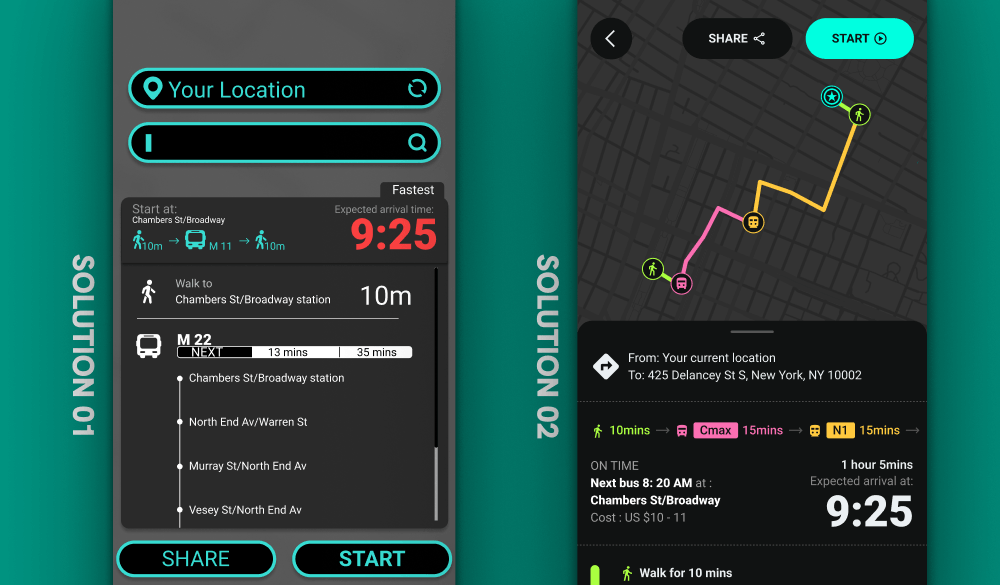 SOLUTION 01
Your Location
Fastest
Start at:
Chambers St/Broadway
10m
M 11
10m
Expected arrival time:
9:25
Walk to
Chambers St/Broadway station
10m
M 22
NEXT
13 mins
35 mins
Chambers St/Broadway station
North End Av/Warren St
Murray St/North End Av
Vesey St/North End Av
SHARE
START
SOLUTION 02
SHARE
START
From: Your current location
To: 425 Delancey St S, New York, NY 10002
10mins
Cmax
15mins
N1
15mins
ON TIME
Next bus 8: 20 AM at :
Chambers St/Broadway
Cost : US $10 - 11
1 hour 5mins
Expected arrival at:
9:25
Walk for 10 mins